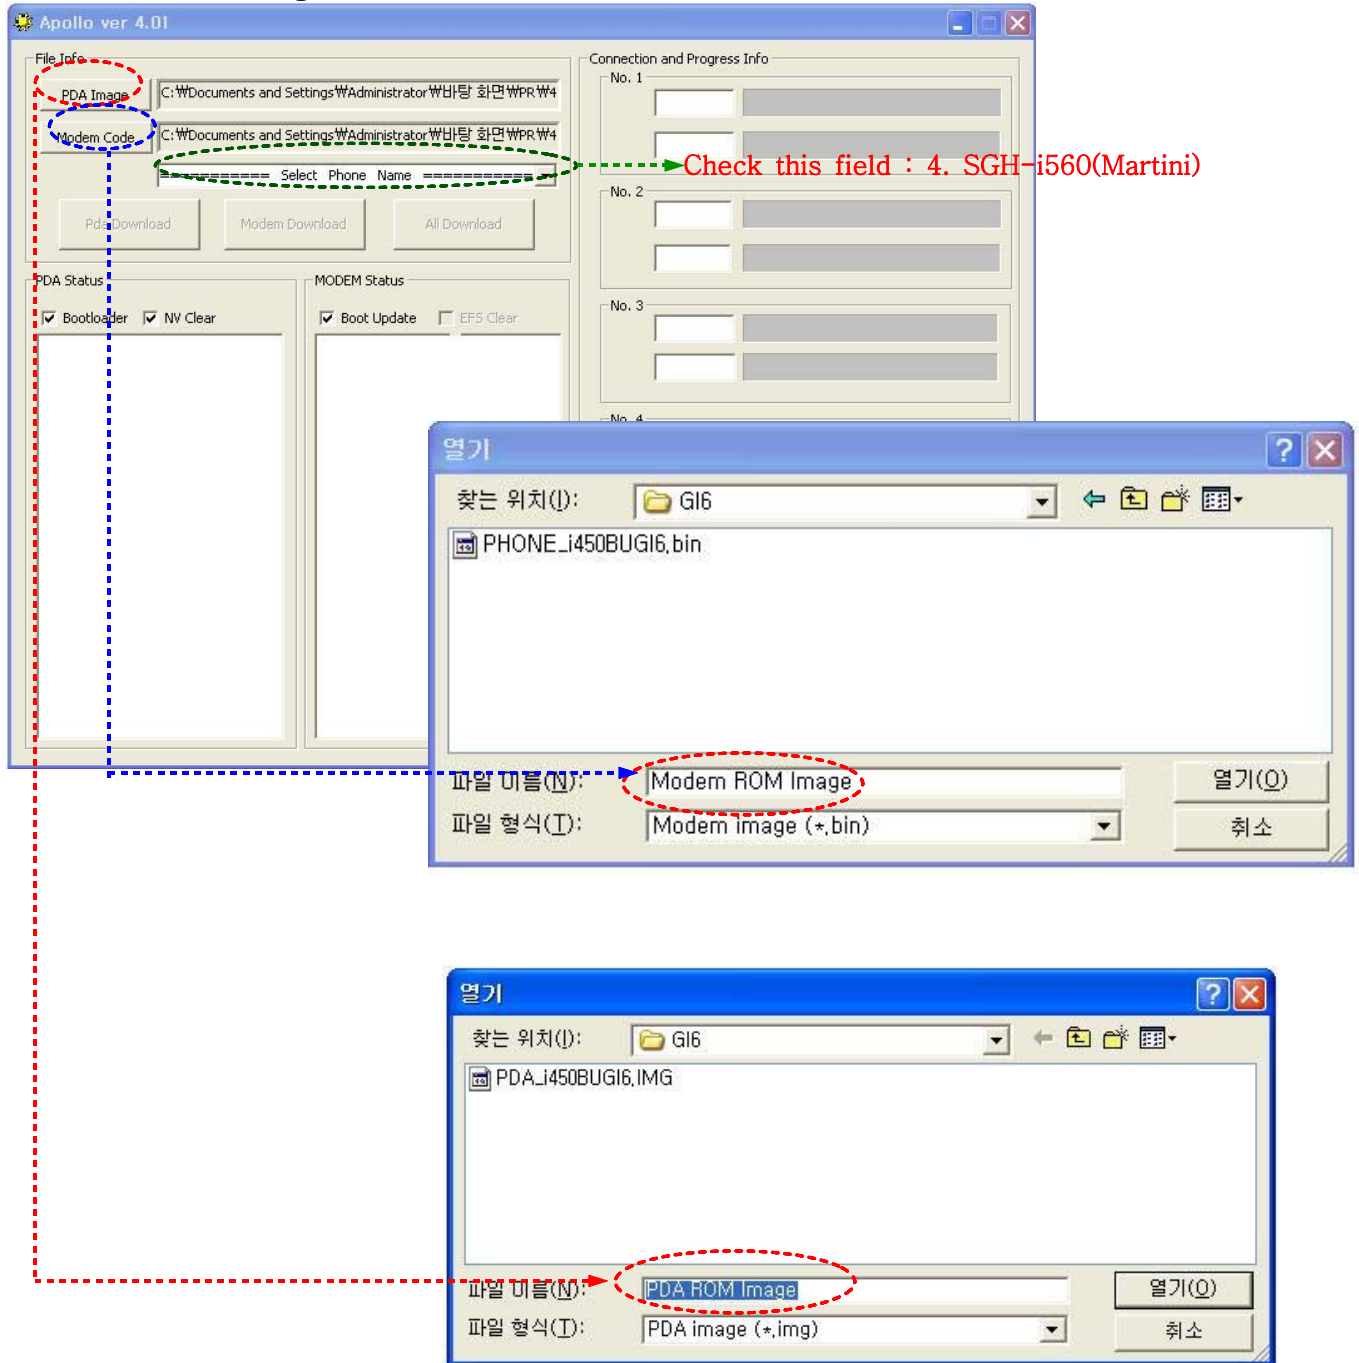 Apollo ver 4.01
File Info
PDA Image
C:₩Documents and Settings₩Administrator₩바탕 화면₩PR₩4
Modem Code
C:₩Documents and Settings₩Administrator₩바탕 화면₩PR₩4
=========== Select Phone Name ===========
Pda Download
Modem Download
All Download
Connection and Progress Info
No. 1
Check this field : 4. SGH-i560(Martini)
No. 2
No. 3
No. 4
PDA Status
Bootloader
NV Clear
MODEM Status
Boot Update
EFS Clear
열기
찾는 위치(I):
GI6
PHONE_i450BUGI6.bin
파일 이름(N):
Modem ROM Image
열기(O)
파일 형식(T):
Modem image (*.bin)
취소
열기
찾는 위치(I):
GI6
PDA_i450BUGI6.IMG
파일 이름(N):
PDA ROM Image
열기(O)
파일 형식(T):
PDA image (*.img)
취소